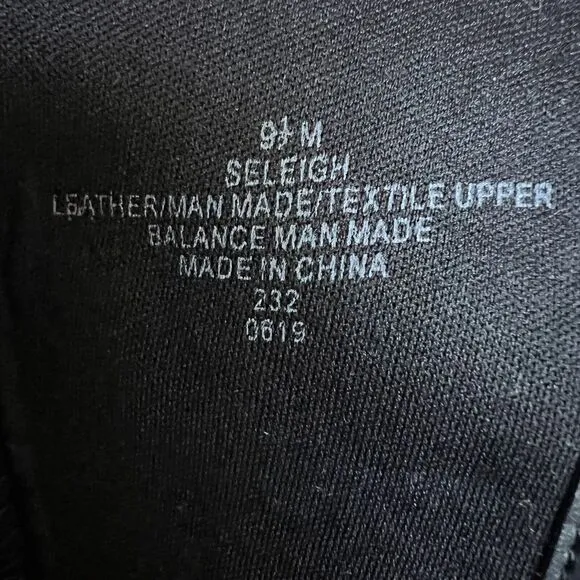 9½ M
SELEIGH
LEATHER/MAN MADE/TEXTILE UPPER
BALANCE MAN MADE
MADE IN CHINA
232
0619